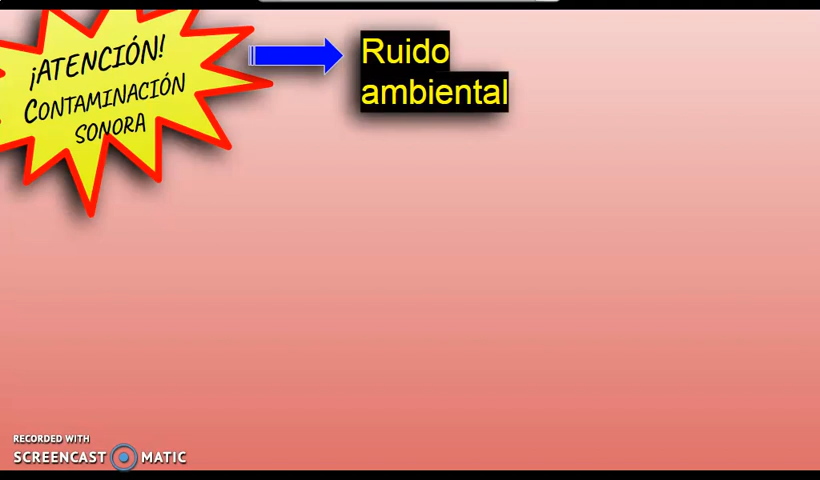 ¡ATENCIÓN!
CONTAMINACIÓN
SONORA
Ruido
ambiental
RECORDED WITH
SCREENCAST MATIC